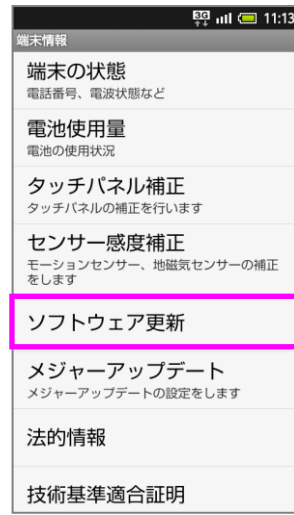 3G 11:13
端末情報
端末の状態
電話番号、電波状態など
電池使用量
電池の使用状況
タッチパネル補正
タッチパネルの補正を行います
センサー感度補正
モーションセンサー、地磁気センサーの補正
をします
ソフトウェア更新
メジャーアップデート
メジャーアップデートの設定をします
法的情報
技術基準適合証明